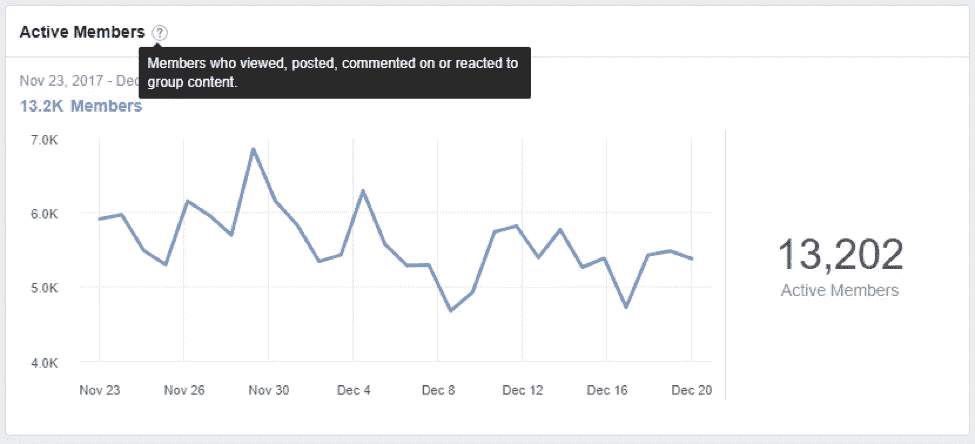 Active Members ?
Members who viewed, posted, commented on or reacted to
group content.
Nov 23, 2017 - Dec
13.2K Members
7.0K
6.0K
5.0K
4.0K
Nov 23 Nov 26 Nov 30 Dec 4 Dec 8 Dec 12 Dec 16 Dec 20
13,202
Active Members